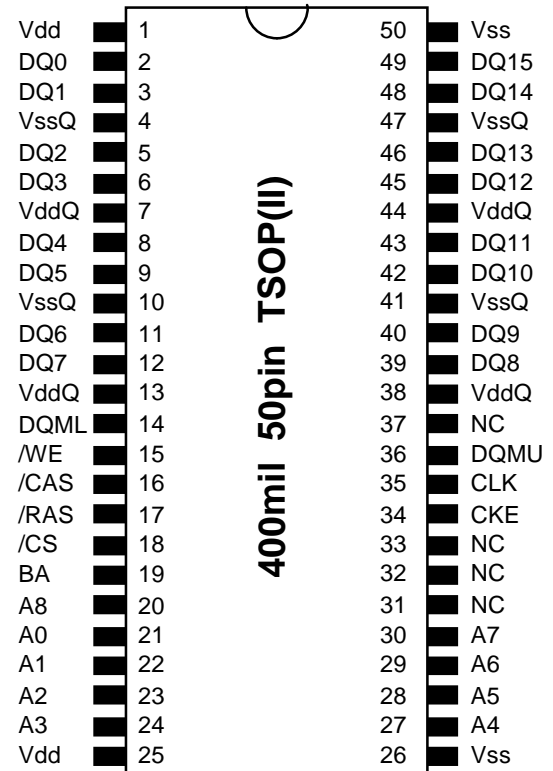 Vdd 1 50 Vss
DQ0 2 49 DQ15
DQ1 3 48 DQ14
VssQ 4 47 VssQ
DQ2 5 46 DQ13
DQ3 6 45 DQ12
VddQ 7 44 VddQ
DQ4 8 43 DQ11
DQ5 9 42 DQ10
VssQ 10 41 VssQ
DQ6 11 40 DQ9
DQ7 12 39 DQ8
VddQ 13 38 VddQ
DQML 14 37 NC
/WE 15 36 DQMU
/CAS 16 35 CLK
/RAS 17 34 CKE
/CS 18 33 NC
BA 19 32 NC
A8 20 31 NC
A0 21 30 A7
A1 22 29 A6
A2 23 28 A5
A3 24 27 A4
Vdd 25 26 Vss
400mil 50pin TSOP(II)